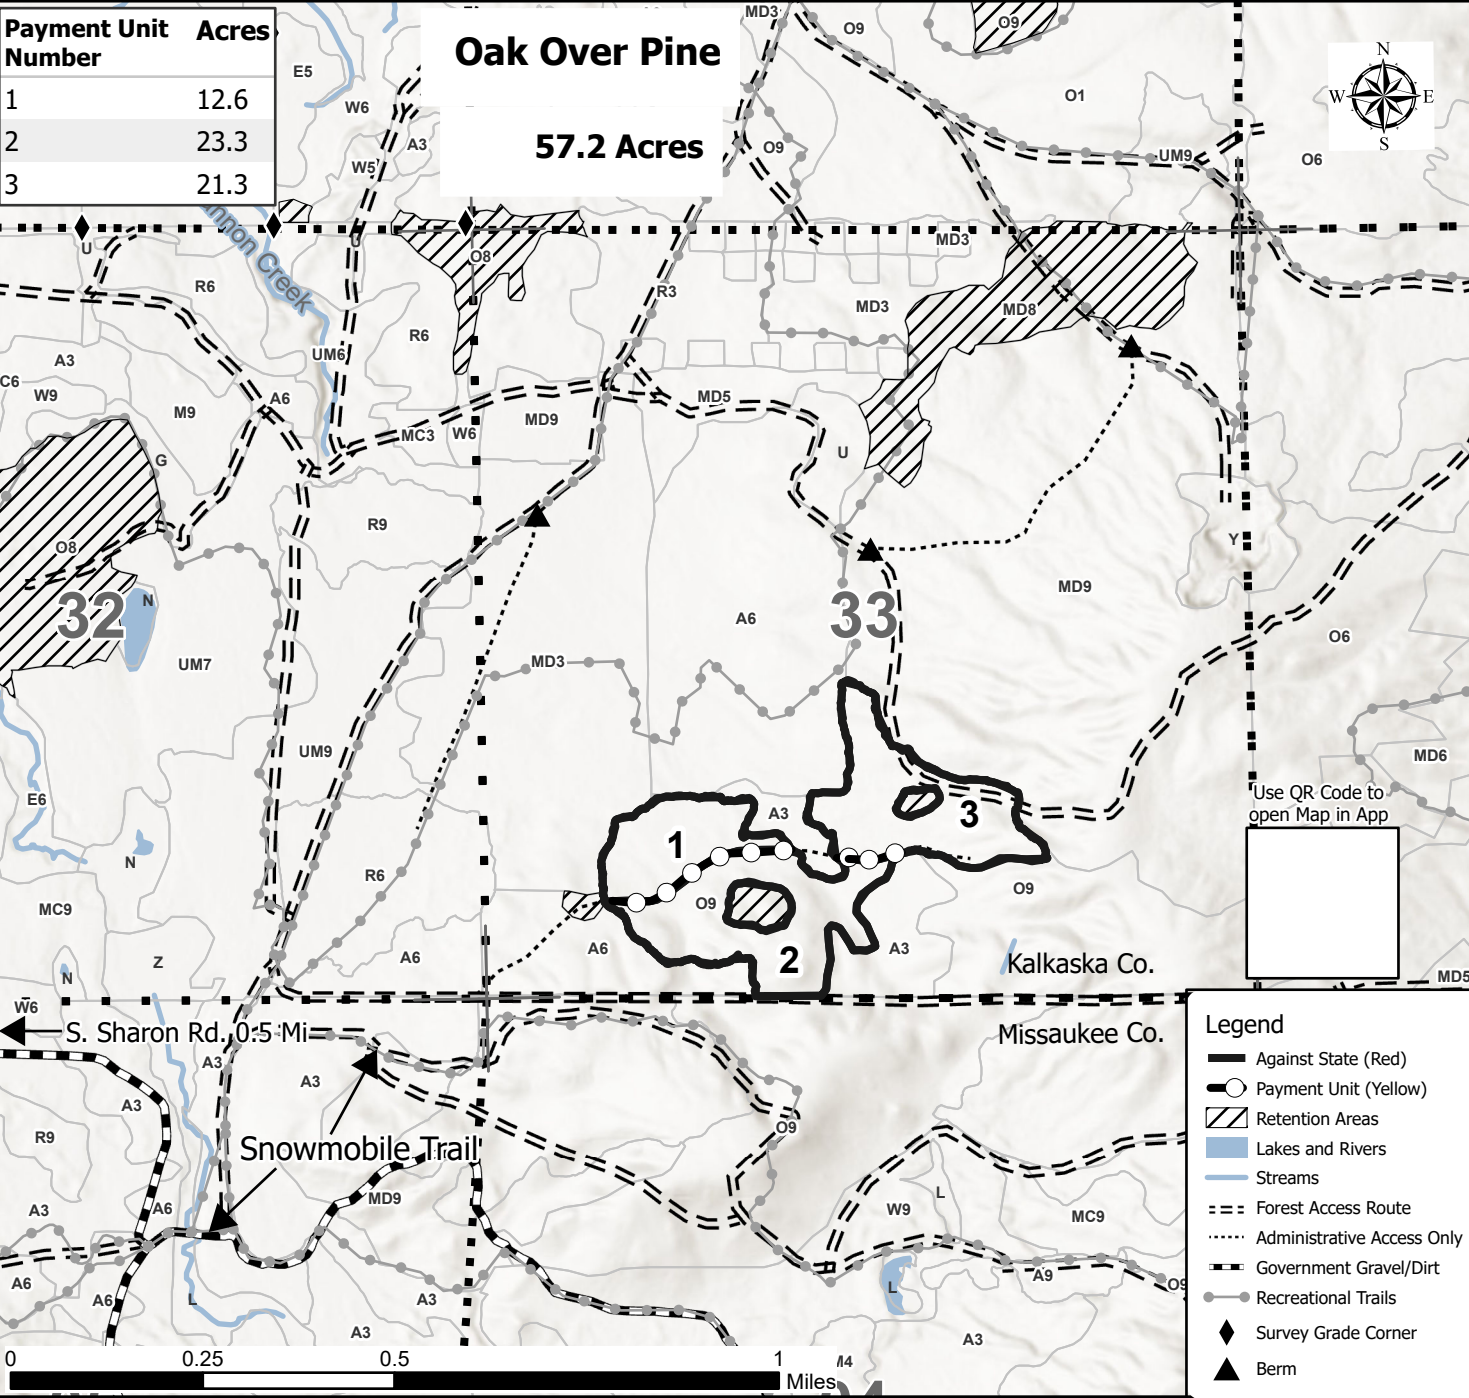 Payment Unit Number Acres
1 12.6
2 23.3
3 21.3
Oak Over Pine
57.2 Acres
N
W E
S
MD3
O9
O9
E5
W6
A3
W5
O9
O1
UM9
O6
U
U
O8
MD3
R6
R3
MD3
MD8
R6
UM6
A3
C6
W9
M9
A6
MD5
MC3
W6
MD9
U
G
R9
O8
Y
32
N
33
MD9
A6
O6
UM7
MD3
UM9
MD6
E6
Use QR Code to
open Map in App
A3
3
1
N
R6
O9
O9
MC9
A6
A6
2
A3
Z
N
Kalkaska Co.
MD5
W6
S. Sharon Rd. 0.5 Mi
Missaukee Co.
A3
A3
A3
R9
O9
Snowmobile Trail
MD9
A3
A6
L
W9
MC9
A6
A6
L
A3
L
A9
O9
A3
A3
Legend
Against State (Red)
Payment Unit (Yellow)
Retention Areas
Lakes and Rivers
Streams
Forest Access Route
Administrative Access Only
Government Gravel/Dirt
Recreational Trails
Survey Grade Corner
Berm
0 0.25 0.5 1
Miles
Creek